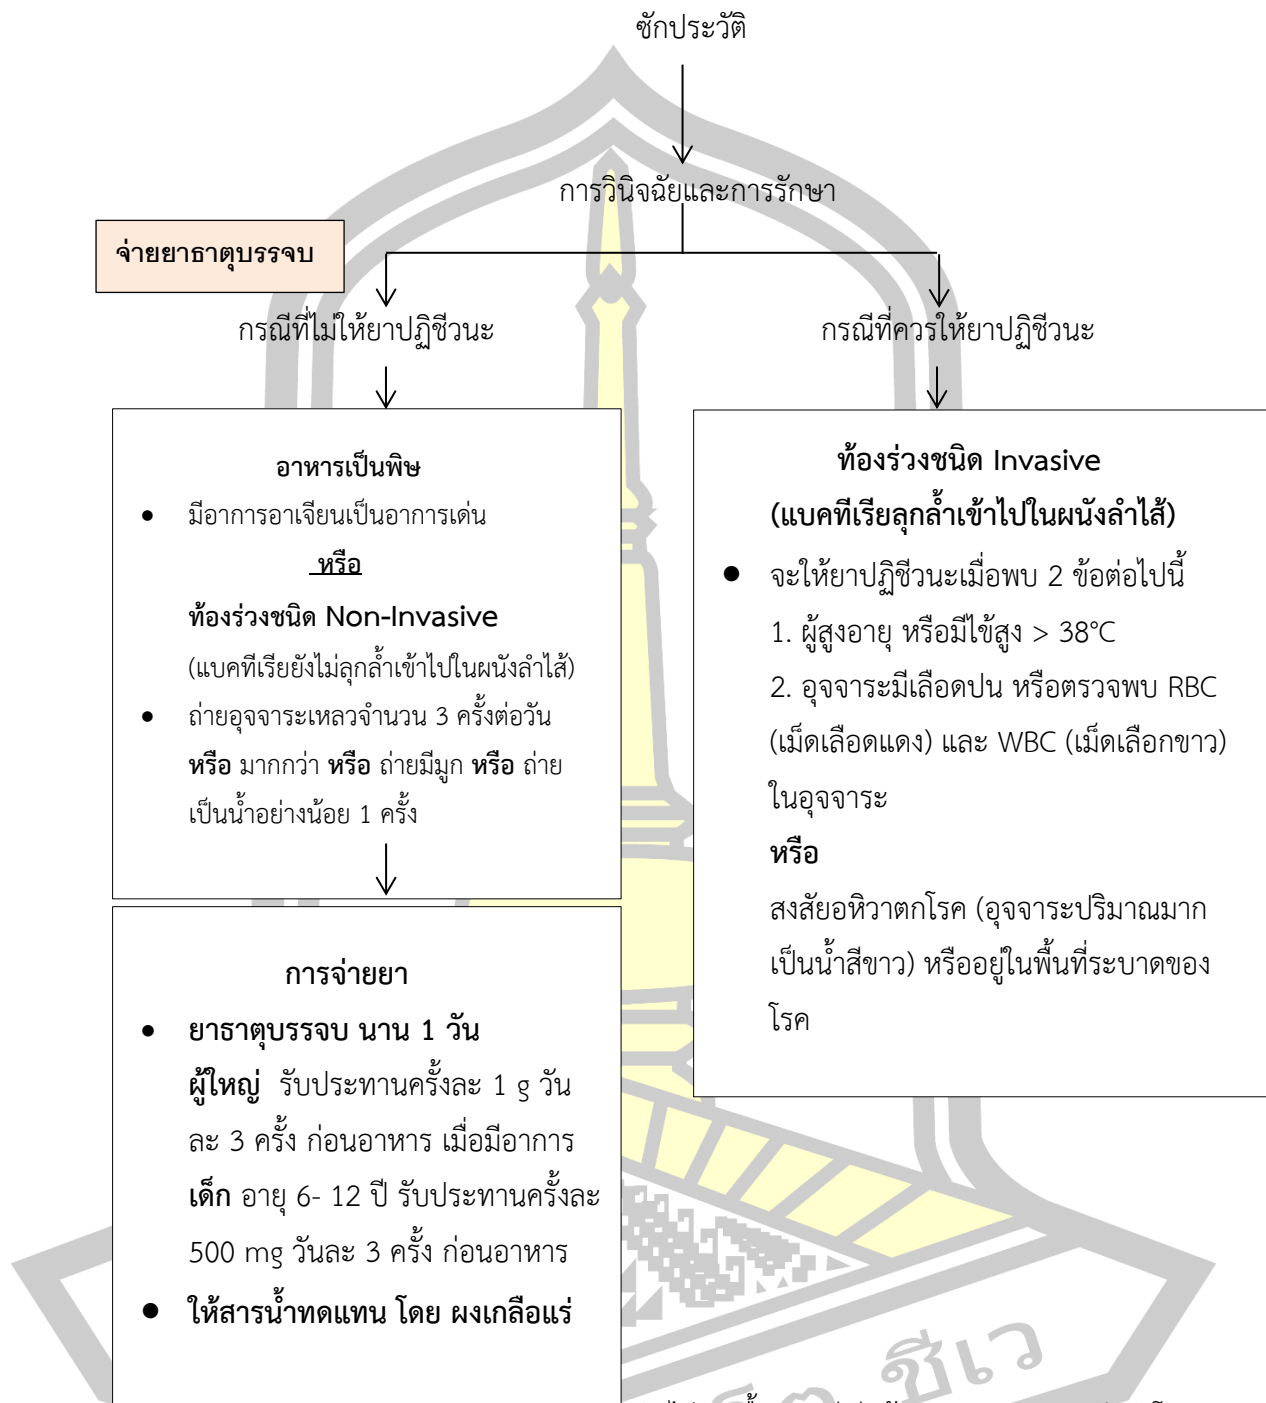 ซักประวัติ
การวินิจฉัยและการรักษา
จ่ายยาธาตุบรรจบ
กรณีที่ไม่ให้ยาปฏิชีวนะ
กรณีที่ควรให้ยาปฏิชีวนะ
อาหารเป็นพิษ
● มีอาการอาเจียนเป็นอาการเด่น
หรือ
ท้องร่วงชนิด Non-Invasive
(แบคทีเรียยังไม่ลุกล้ำเข้าไปในผนังลำไส้)
● ถ่ายอุจจาระเหลวจำนวน 3 ครั้งต่อวัน
หรือ มากกว่า หรือ ถ่ายมีมูก หรือ ถ่าย
เป็นน้ำอย่างน้อย 1 ครั้ง
ท้องร่วงชนิด Invasive
(แบคทีเรียลุกล้ำเข้าไปในผนังลำไส้)
● จะให้ยาปฏิชีวนะเมื่อพบ 2 ข้อต่อไปนี้
1. ผู้สูงอายุ หรือมีไข้สูง > 38°C
2. อุจจาระมีเลือดปน หรือตรวจพบ RBC
(เม็ดเลือดแดง) และ WBC (เม็ดเลือกขาว)
ในอุจจาระ
หรือ
สงสัยอหิวาตกโรค (อุจจาระปริมาณมาก
เป็นน้ำสีขาว) หรืออยู่ในพื้นที่ระบาดของ
โรค
การจ่ายยา
● ยาธาตุบรรจบ นาน 1 วัน
ผู้ใหญ่ รับประทานครั้งละ 1 g วัน
ละ 3 ครั้ง ก่อนอาหาร เมื่อมีอาการ
เด็ก อายุ 6- 12 ปี รับประทานครั้งละ
500 mg วันละ 3 ครั้ง ก่อนอาหาร
● ให้สารน้ำทดแทน โดย ผงเกลือแร่
ชีเว